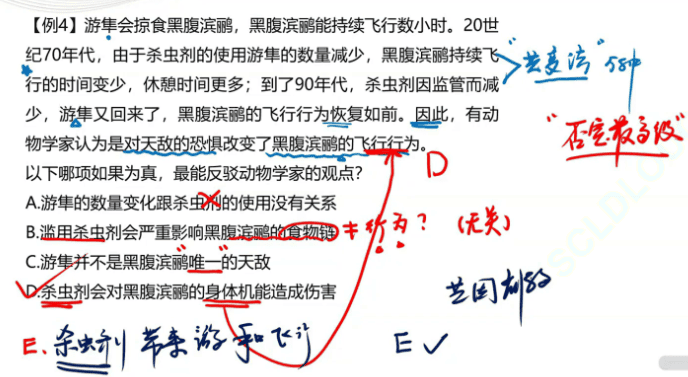 【例4】游隼会掠食黑腹滨鹬，黑腹滨鹬能持续飞行数小时。20世
纪70年代，由于杀虫剂的使用游隼的数量减少，黑腹滨鹬持续飞
行的时间变少，休憩时间更多；到了90年代，杀虫剂因监管而减
少，游隼又回来了，黑腹滨鹬的飞行行为恢复如前。因此，有动
物学家认为是对天敌的恐惧改变了黑腹滨鹬的飞行行为。
"共变法"
"否定最高级"
D
以下哪项如果为真，最能反驳动物学家的观点？
A.游隼的数量变化跟杀虫剂的使用没有关系
B.滥用杀虫剂会严重影响黑腹滨鹬的食物链 ≠行为？（无关）
C.游隼并不是黑腹滨鹬"唯一"的天敌
D.杀虫剂会对黑腹滨鹬的身体机能造成伤害
共因
E.杀虫剂 带来游和飞行
E✓